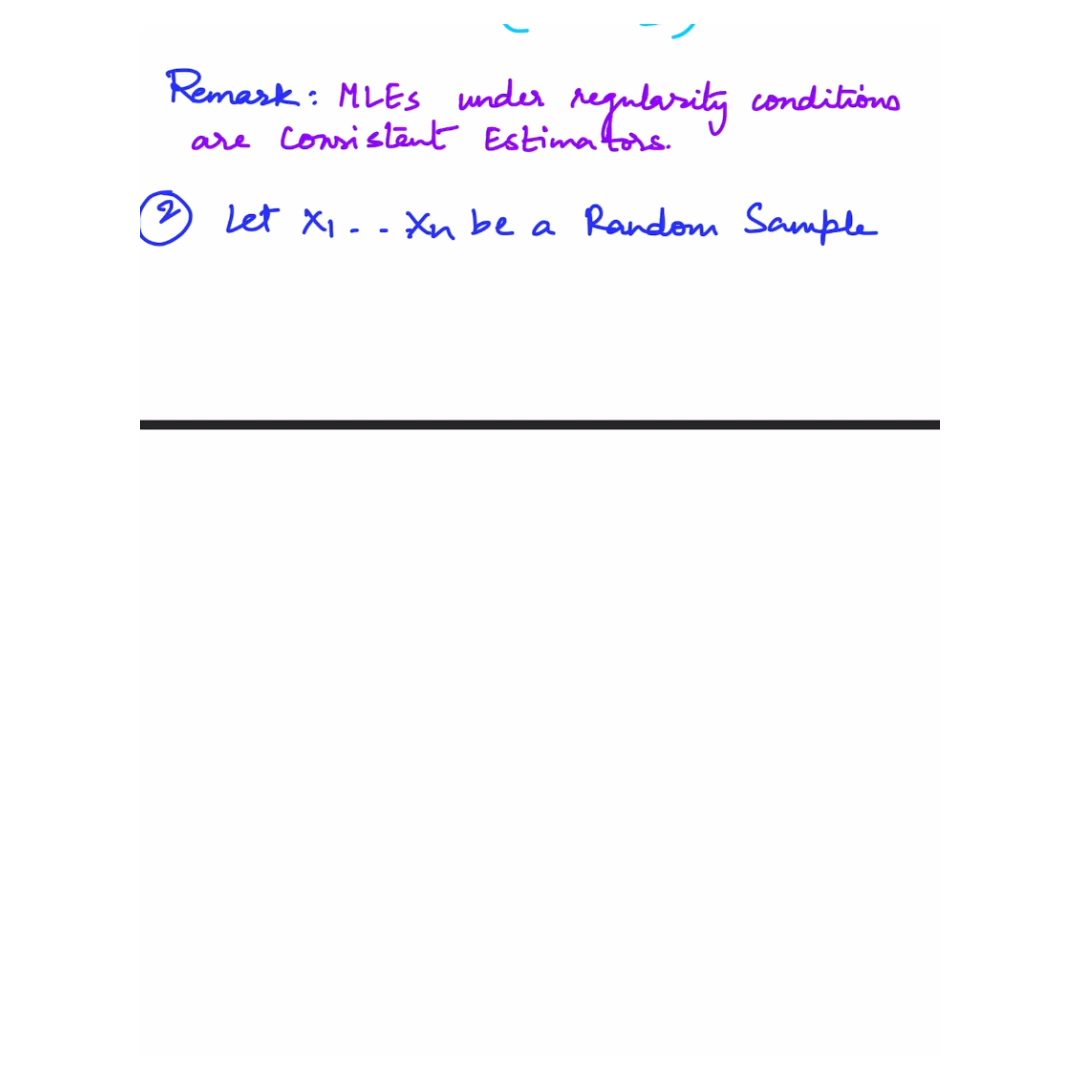 Remark: MLEs under regularity conditions
are Consistent Estimators.
② Let X1 - - Xn be a Random Sample